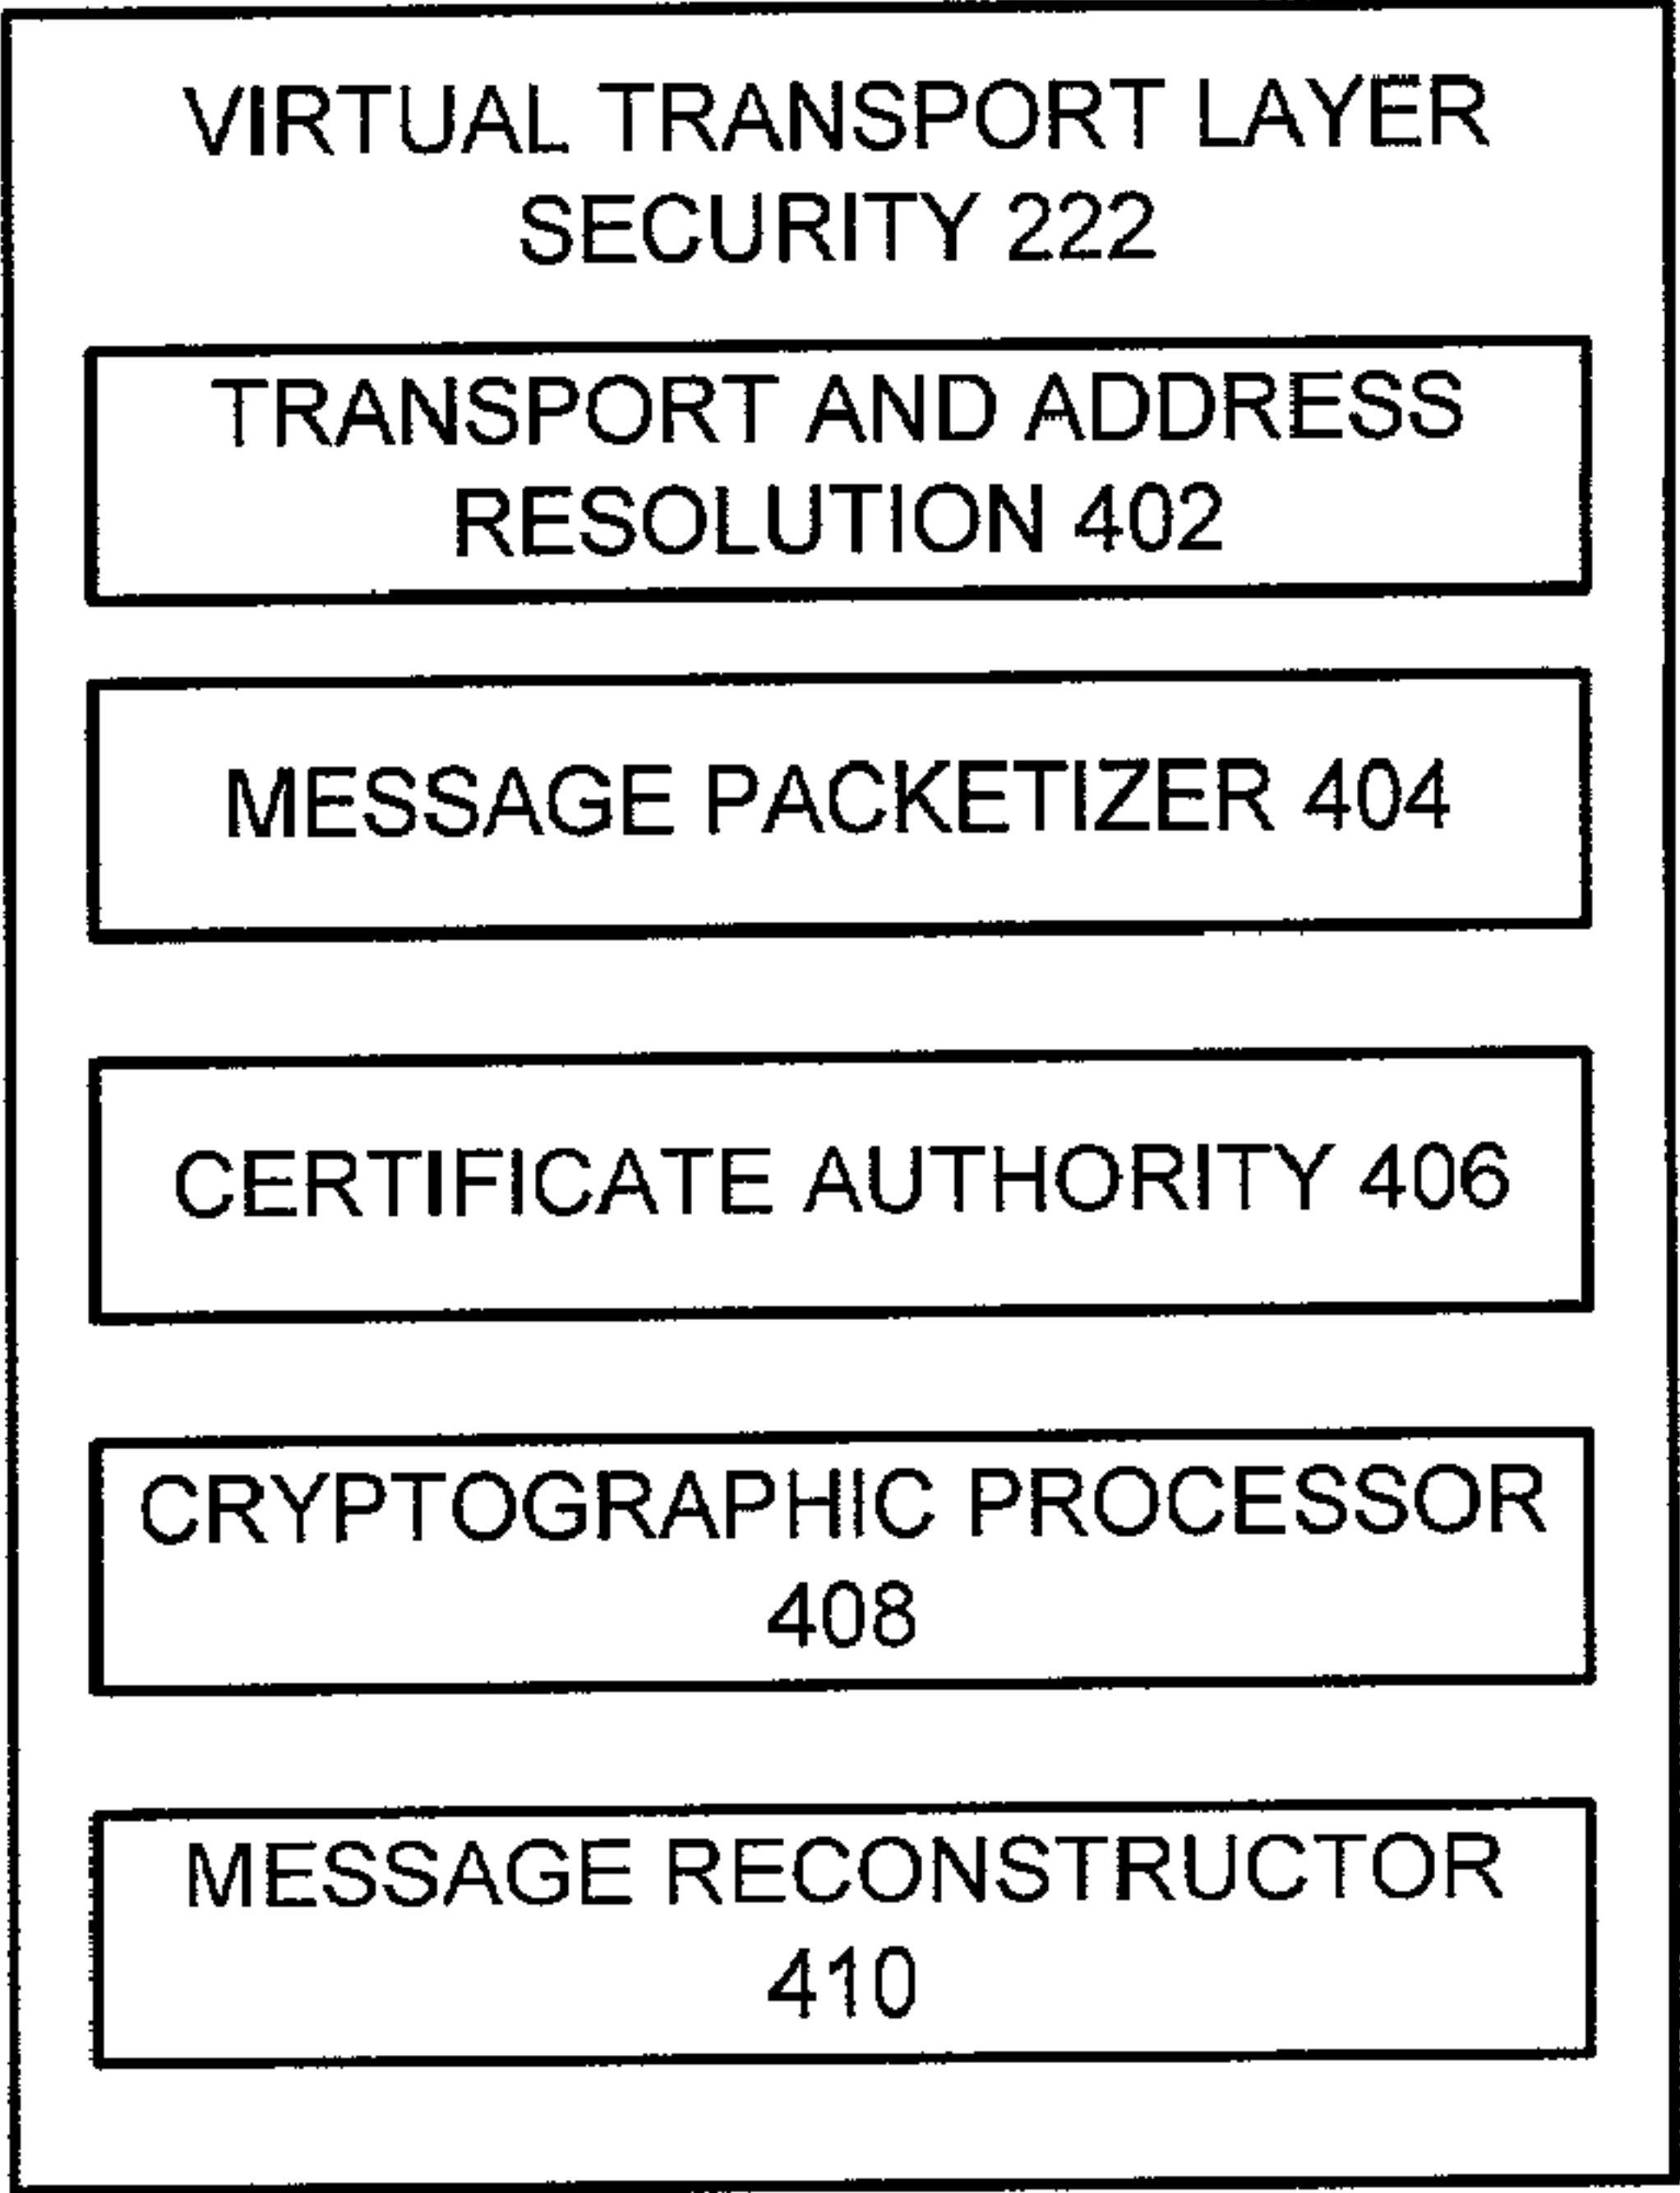 VIRTUAL TRANSPORT LAYER
SECURITY 222
TRANSPORT AND ADDRESS
RESOLUTION 402
MESSAGE PACKETIZER 404
CERTIFICATE AUTHORITY 406
CRYPTOGRAPHIC PROCESSOR
408
MESSAGE RECONSTRUCTOR
410